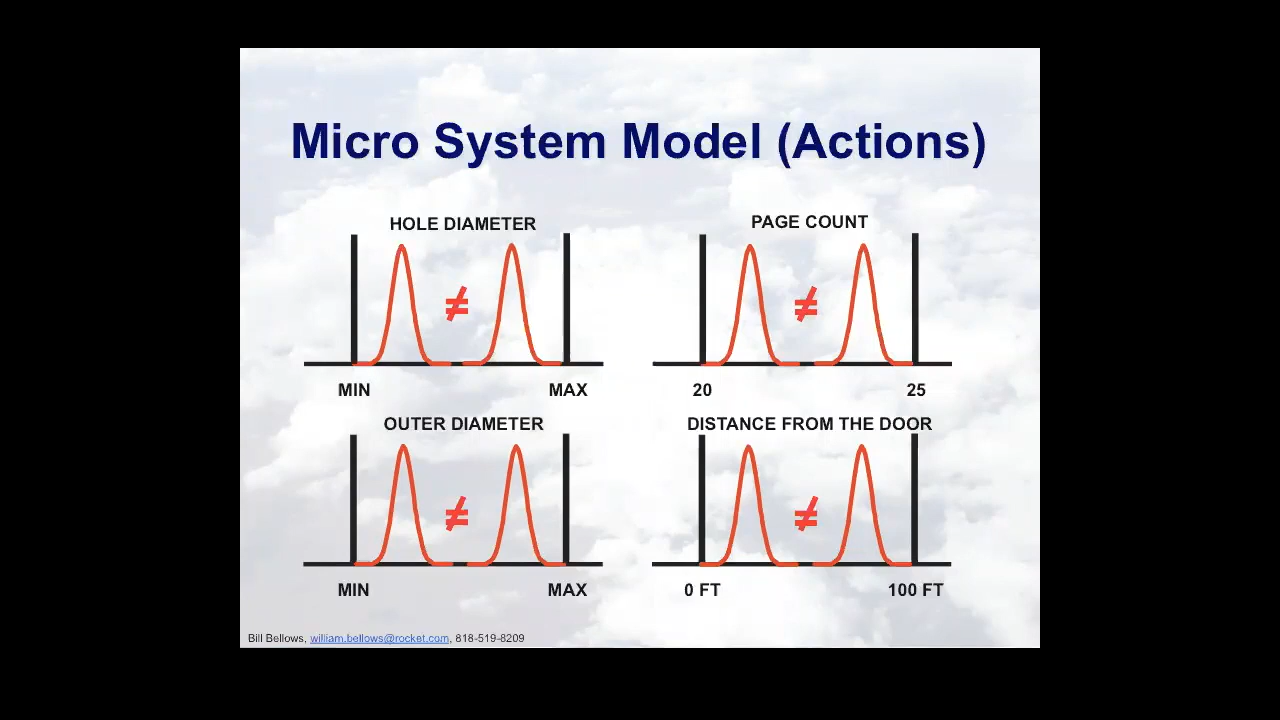 Micro System Model (Actions)
HOLE DIAMETER
≠
MIN MAX
PAGE COUNT
≠
20 25
OUTER DIAMETER
≠
MIN MAX
DISTANCE FROM THE DOOR
≠
0 FT 100 FT
Bill Bellows, william.bellows@rocket.com, 818-519-8209